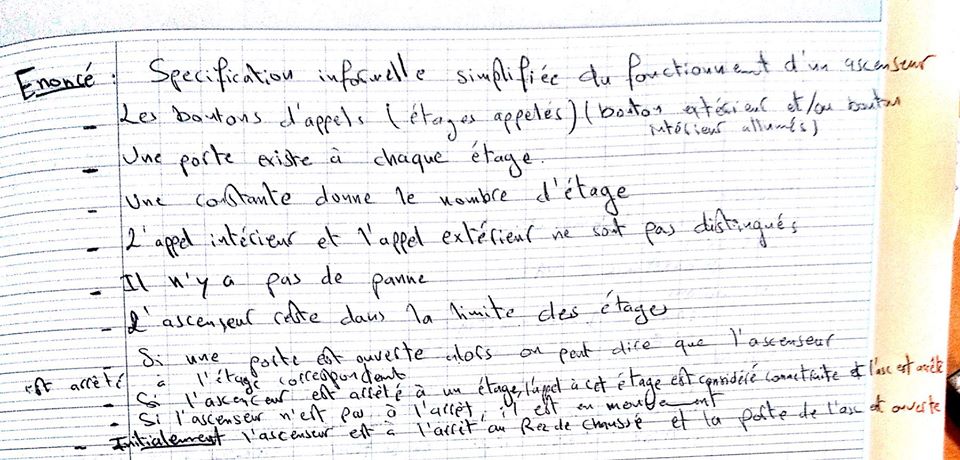 Enoncé : Specification informelle simplifiée du fonctionnment d'un ascenseur
- Les boutons d'appels (étages appelés) (bouton extérieur et/ou bouton
intérieur allumés)
- Une porte existe à chaque étage.
- Une constante donne le nombre d'étage
- L'appel intérieur et l'appel extérieur ne sont pas distingués
- Il n'y a pas de panne
- L'ascenseur reste dans la limite des étages
- Si une porte est ouverte alors on peut dire que l'ascenseur
est arrêté à l'étage correspondant
- Si l'ascenceur est arrêté à un étage, l'appel à cet étage est considéré comme et l'asc est arrêté
- Si l'ascenseur n'est pas à l'arrêt, il est en mouvement
- Initialement l'ascenseur est à l'arrêt au Rez de chaussé et la porte de l'asc est ouverte